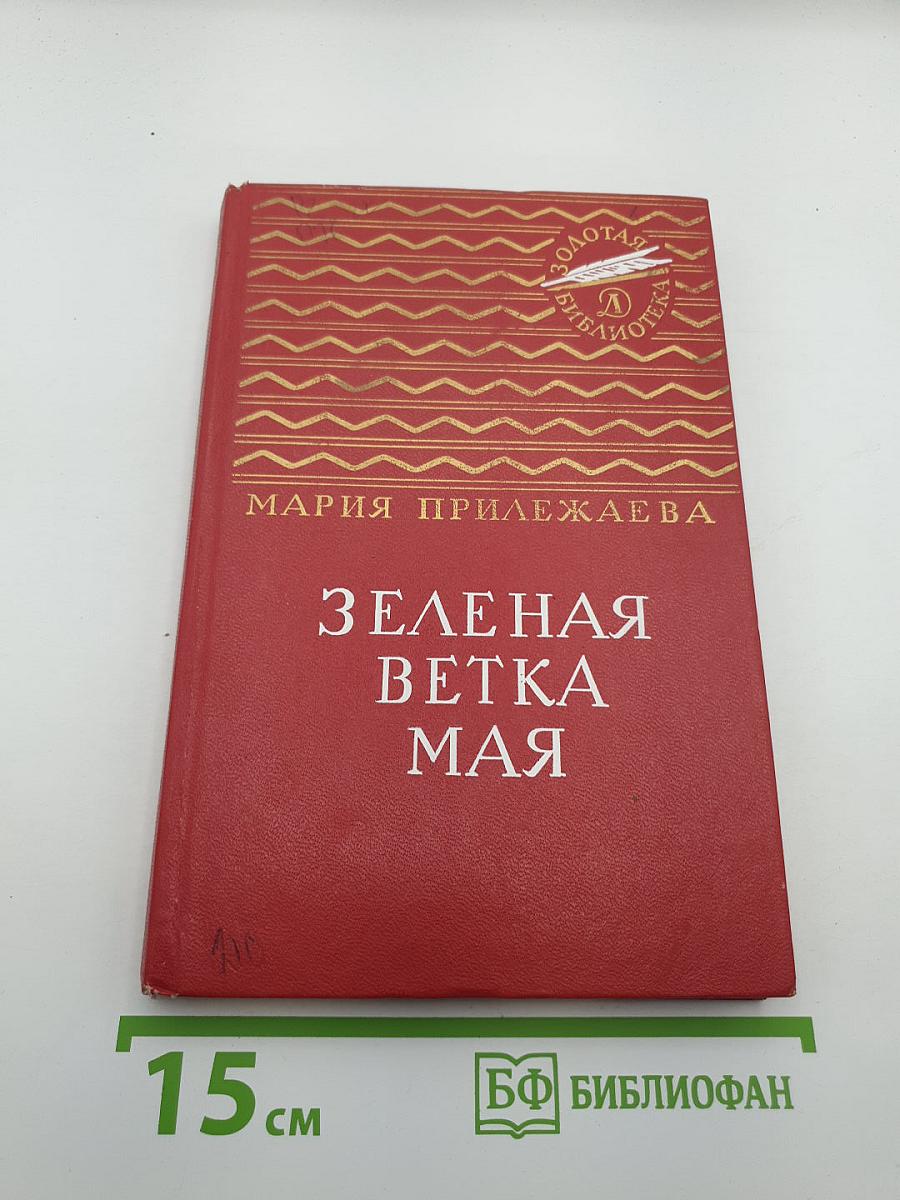 ЗОЛОТАЯ
БИБЛИОТЕКА
Д
МАРИЯ ПРИЛЕЖАЕВА
ЗЕЛЕНАЯ
ВЕТКА
МАЯ
15 см
БФ БИБЛИОФАН